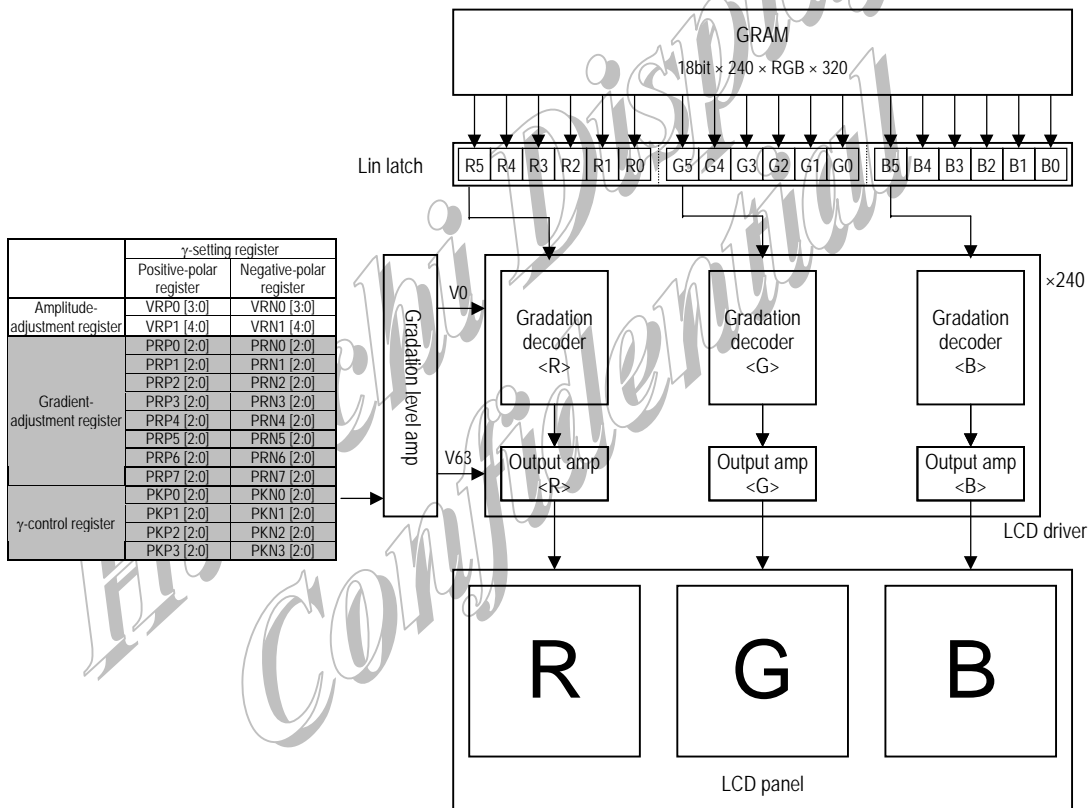 GRAM
18bit × 240 × RGB × 320
Lin latch
R5 R4 R3 R2 R1 R0 G5 G4 G3 G2 G1 G0 B5 B4 B3 B2 B1 B0
γ-setting register
Positive-polar register
Negative-polar register
Amplitude-adjustment register
VRP0 [3:0] VRN0 [3:0]
VRP1 [4:0] VRN1 [4:0]
Gradient-adjustment register
PRP0 [2:0] PRN0 [2:0]
PRP1 [2:0] PRN1 [2:0]
PRP2 [2:0] PRN2 [2:0]
PRP3 [2:0] PRN3 [2:0]
PRP4 [2:0] PRN4 [2:0]
PRP5 [2:0] PRN5 [2:0]
PRP6 [2:0] PRN6 [2:0]
PRP7 [2:0] PRN7 [2:0]
γ-control register
PKP0 [2:0] PKN0 [2:0]
PKP1 [2:0] PKN1 [2:0]
PKP2 [2:0] PKN2 [2:0]
PKP3 [2:0] PKN3 [2:0]
Gradation level amp
V0
V63
×240
Gradation decoder <R>
Gradation decoder <G>
Gradation decoder <B>
Output amp <R>
Output amp <G>
Output amp <B>
LCD driver
R
G
B
LCD panel
Confidential